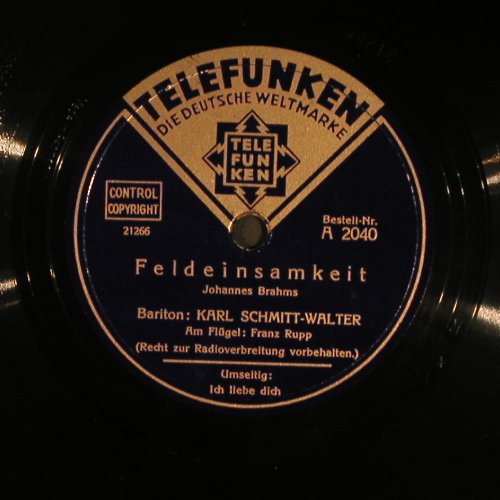 TELEFUNKEN
DIE DEUTSCHE WELTMARKE
TELE
FUN
KEN
CONTROL
COPYRIGHT
21266
Bestell-Nr.
A 2040
Feldeinsamkeit
Johannes Brahms
Bariton: KARL SCHMITT-WALTER
Am Flügel: Franz Rupp
(Recht zur Radioverbreitung vorbehalten.)
Umseitig:
Ich liebe dich